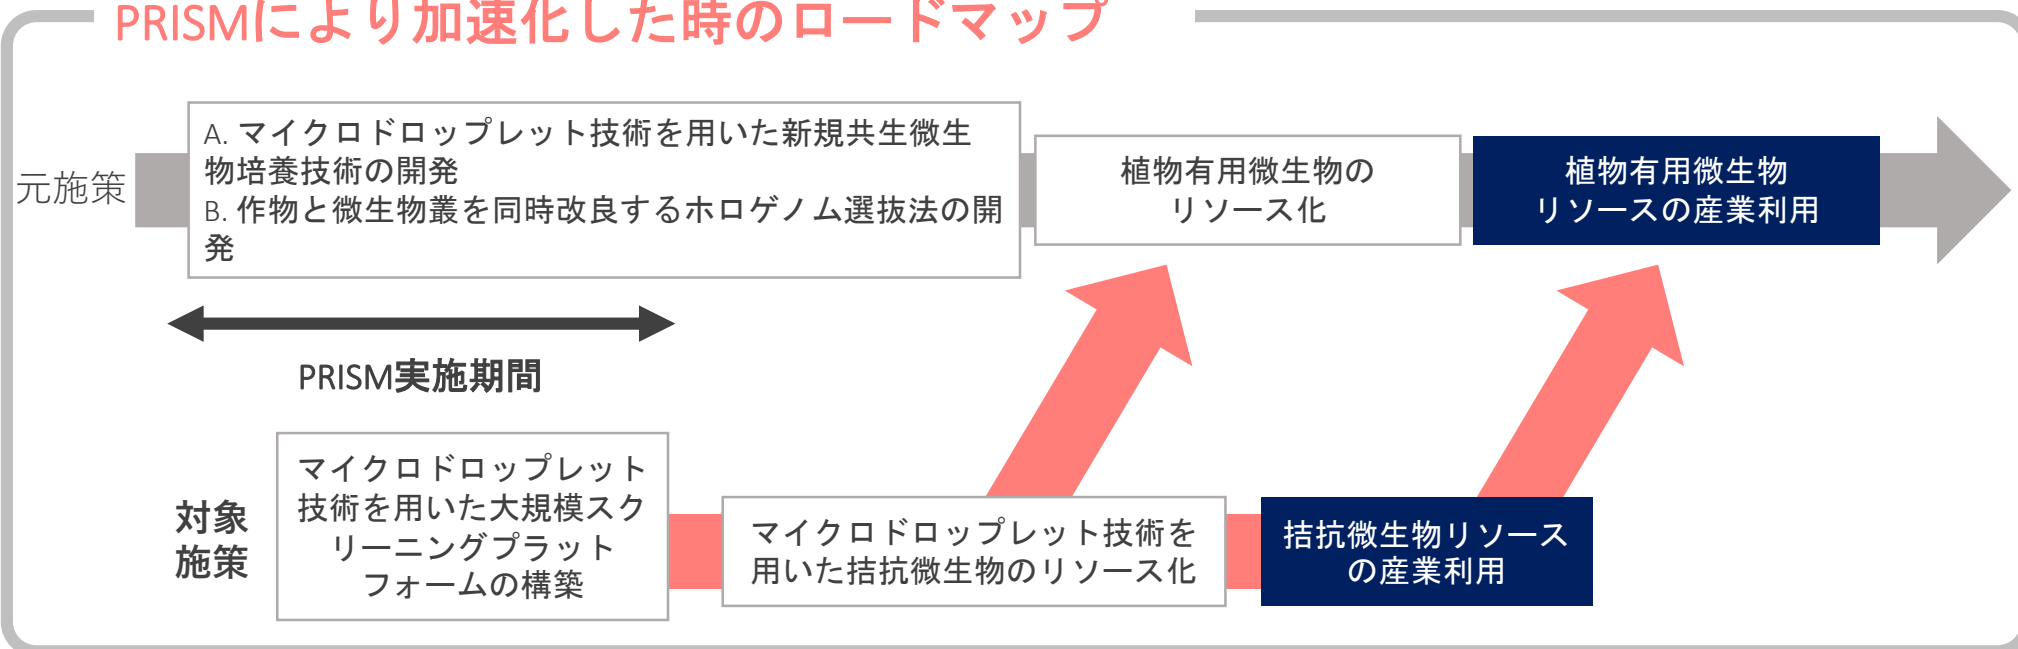 PRISMにより加速化した時のロードマップ
元施策
A. マイクロドロップレット技術を用いた新規共生微生
物培養技術の開発
B. 作物と微生物叢を同時改良するホロゲノム選抜法の開
発
植物有用微生物の
リソース化
植物有用微生物
リソースの産業利用
PRISM実施期間
対象
施策
マイクロドロップレット
技術を用いた大規模スク
リーニングプラット
フォームの構築
マイクロドロップレット技術を
用いた拮抗微生物のリソース化
拮抗微生物リソース
の産業利用